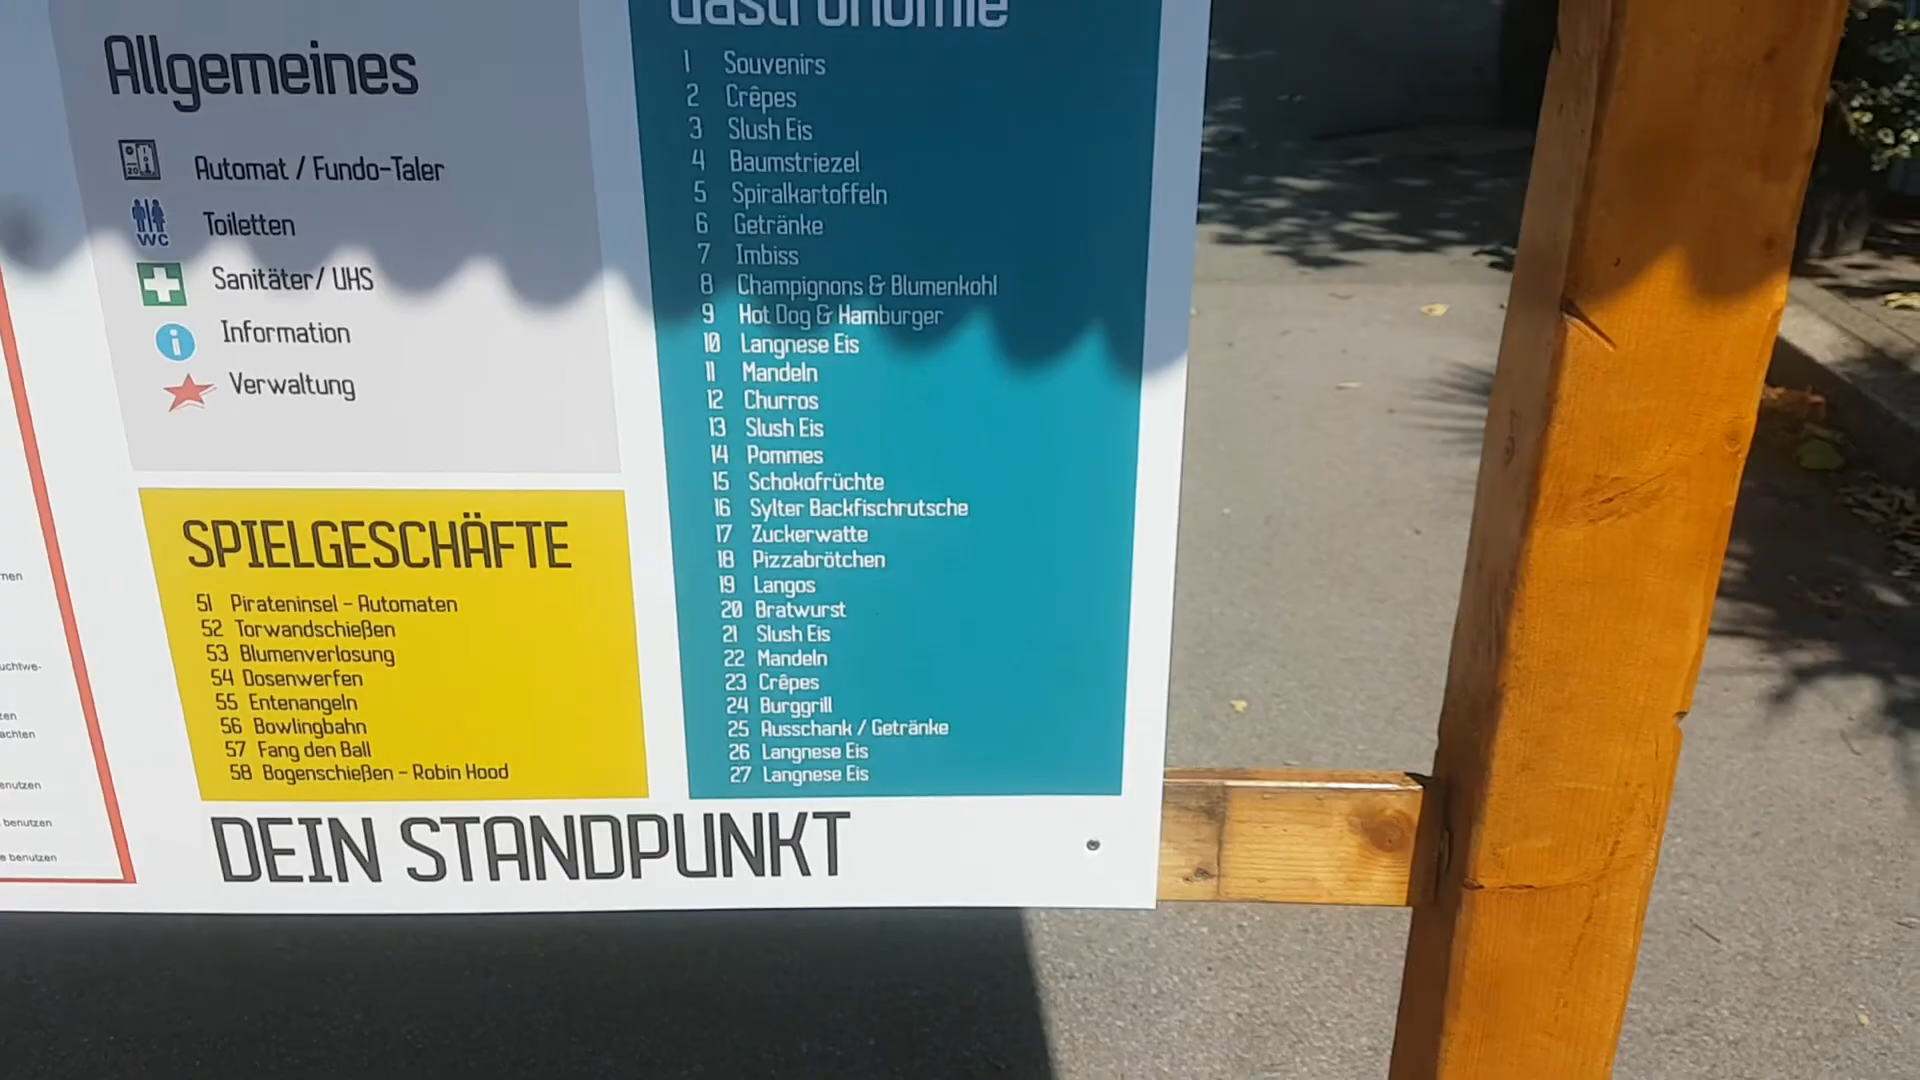 Allgemeines
Automat / Fundo-Taler
WC Toiletten
Sanitäter/ UHS
i Information
Verwaltung
SPIELGESCHÄFTE
51 Pirateninsel - Automaten
52 Torwandschießen
53 Blumenverlosung
54 Dosenwerfen
55 Entenangeln
56 Bowlingbahn
57 Fang den Ball
58 Bogenschießen - Robin Hood
Gastronomie
1 Souvenirs
2 Crêpes
3 Slush Eis
4 Baumstriezel
5 Spiralkartoffeln
6 Getränke
7 Imbiss
8 Champignons & Blumenkohl
9 Hot Dog & Hamburger
10 Langnese Eis
11 Mandeln
12 Churros
13 Slush Eis
14 Pommes
15 Schokofrüchte
16 Sylter Backfischrutsche
17 Zuckerwatte
18 Pizzabrötchen
19 Langos
20 Bratwurst
21 Slush Eis
22 Mandeln
23 Crêpes
24 Burggrill
25 Ausschank / Getränke
26 Langnese Eis
27 Langnese Eis
DEIN STANDPUNKT
benutzen
benutzen